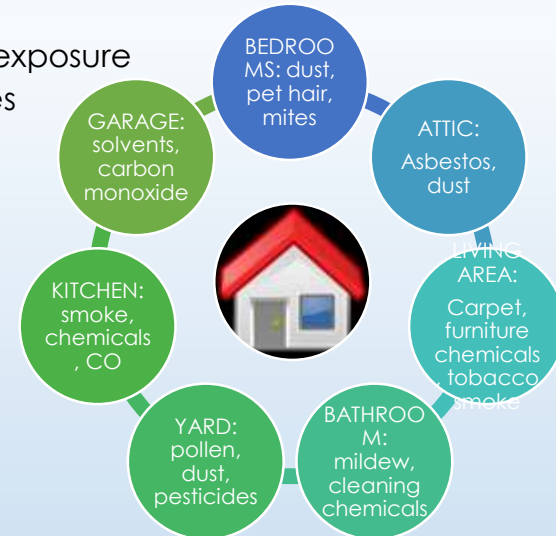 exposure
es
BEDROO
MS: dust,
pet hair,
mites
ATTIC:
Asbestos,
dust
LIVING
AREA:
Carpet,
furniture
chemicals
, tobacco
smoke
BATHROO
M:
mildew,
cleaning
chemicals
YARD:
pollen,
dust,
pesticides
KITCHEN:
smoke,
chemicals
, CO
GARAGE:
solvents,
carbon
monoxide